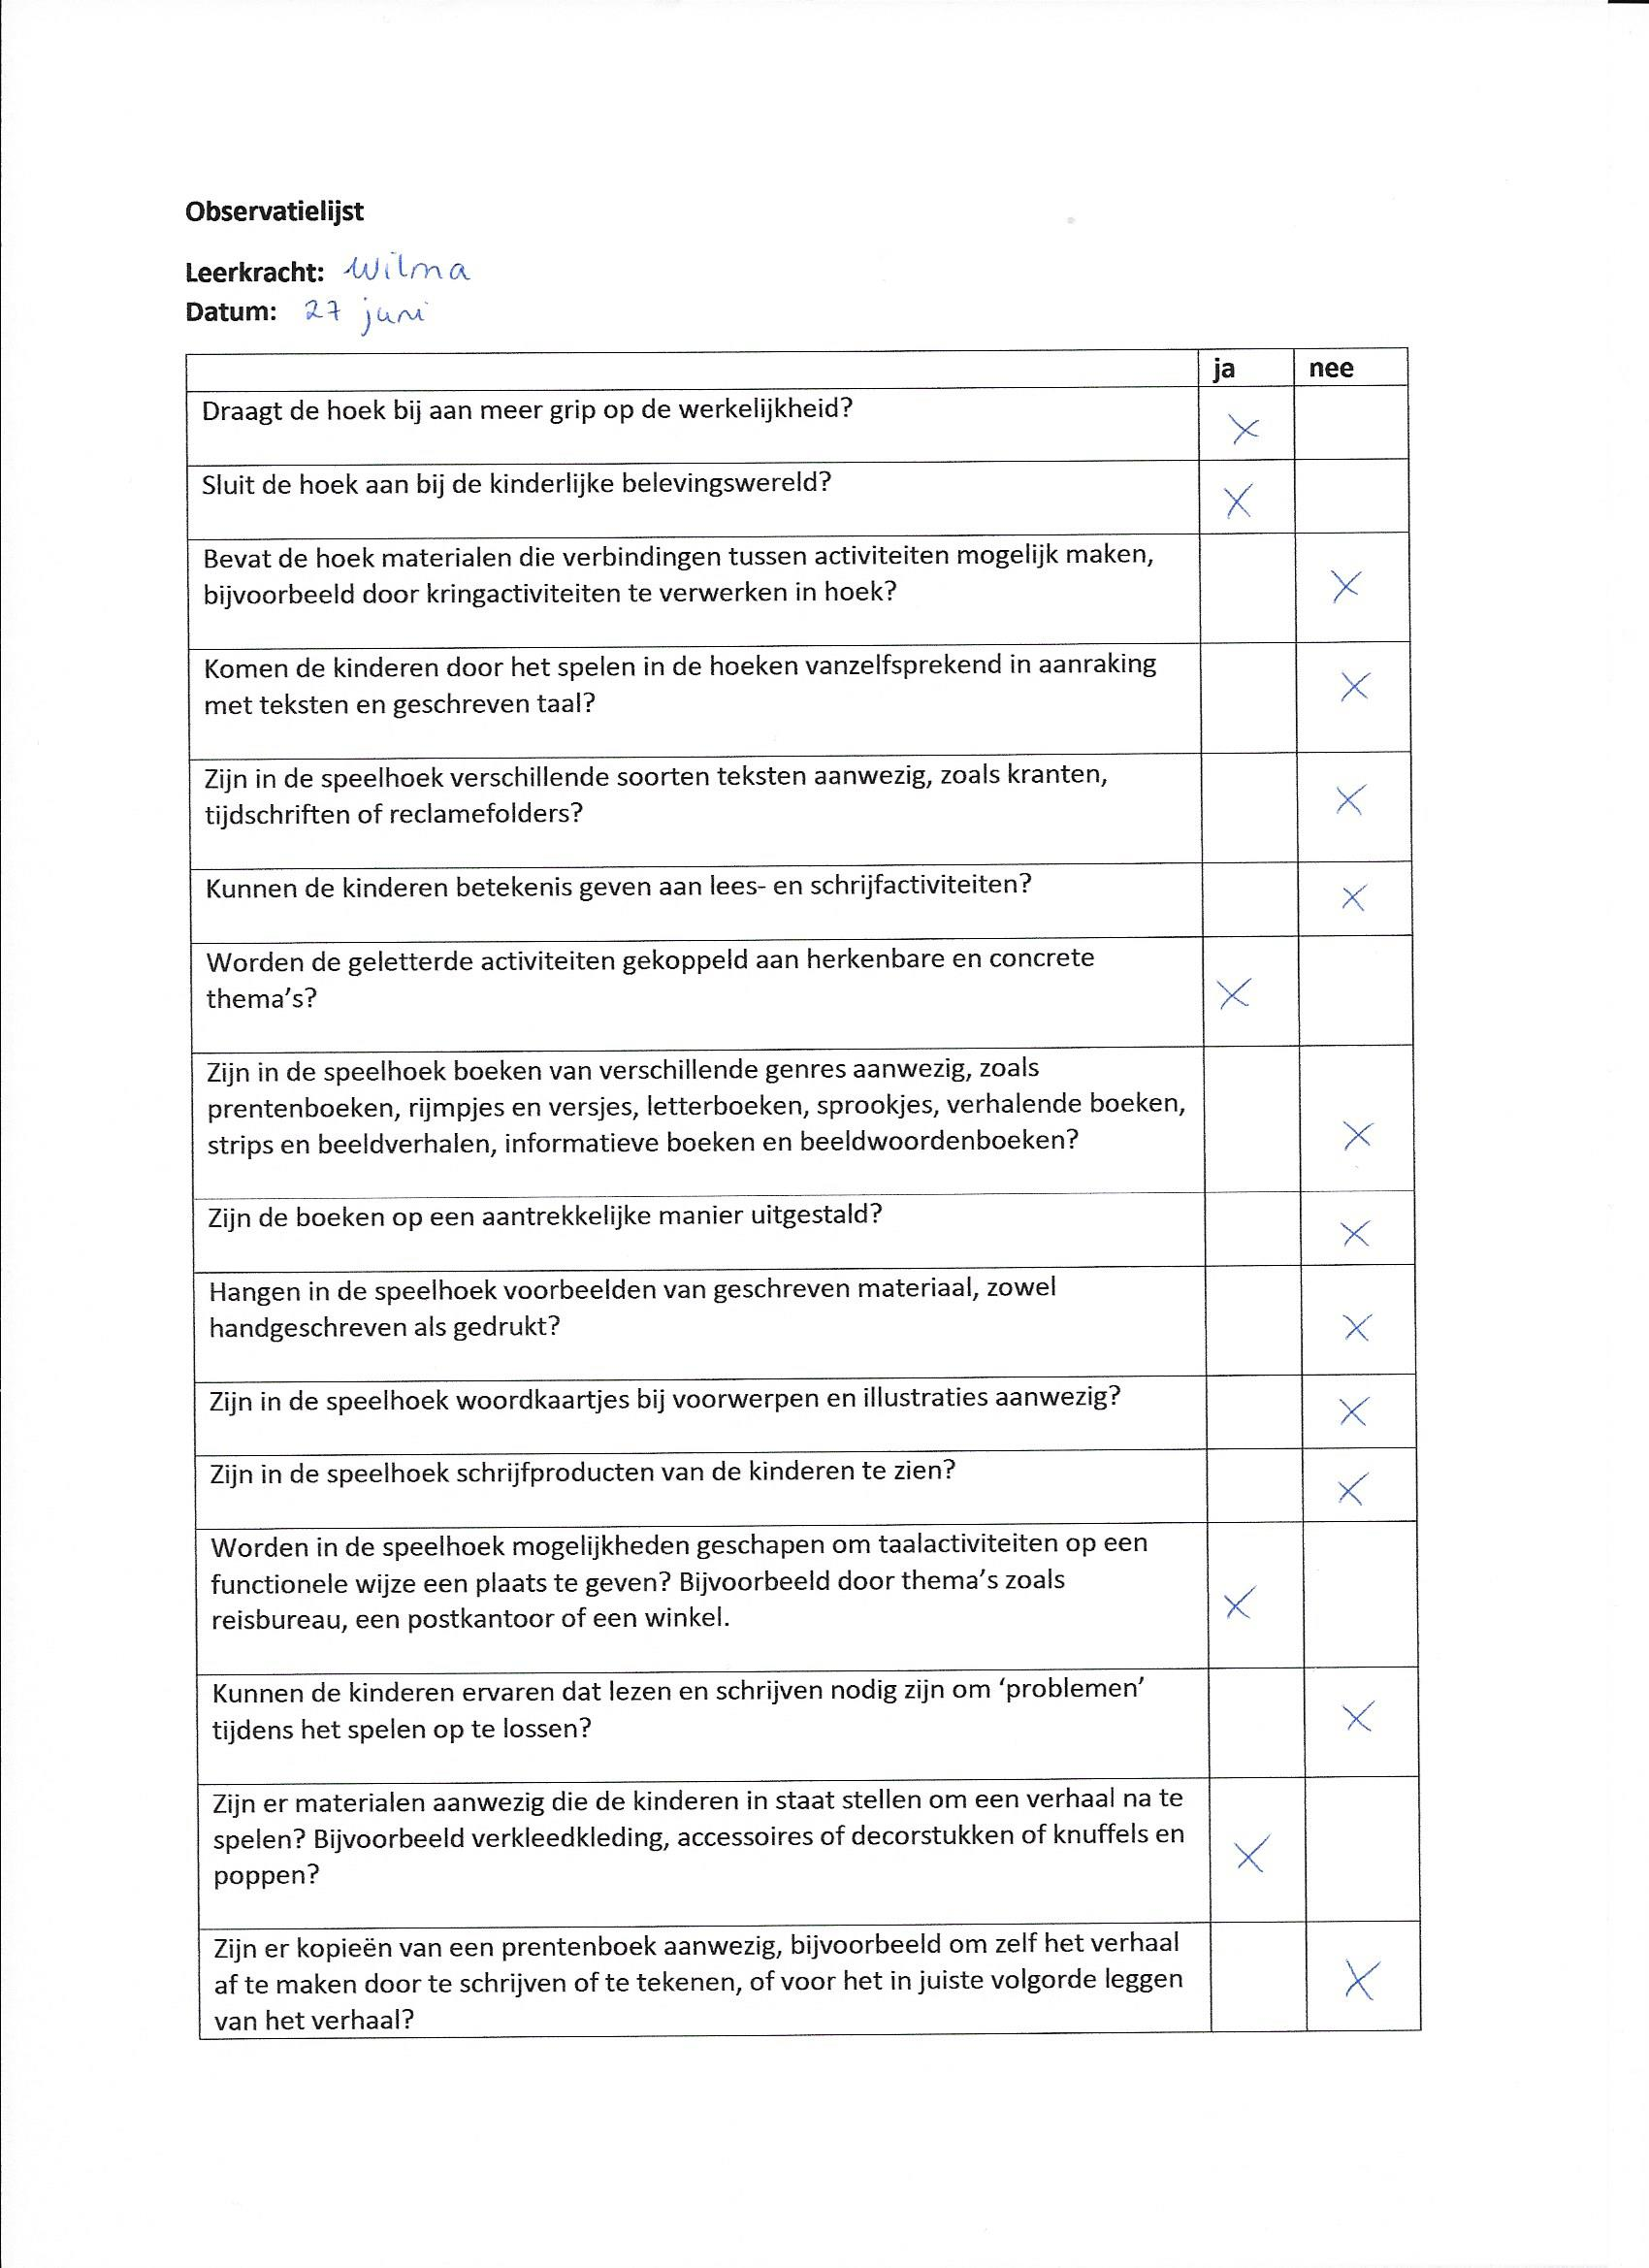 Observatielijst
Leerkracht: Wilma
Datum: 27 juni
ja nee
Draagt de hoek bij aan meer grip op de werkelijkheid? X
Sluit de hoek aan bij de kinderlijke belevingswereld? X
Bevat de hoek materialen die verbindingen tussen activiteiten mogelijk maken,
bijvoorbeeld door kringactiviteiten te verwerken in hoek? X
Komen de kinderen door het spelen in de hoeken vanzelfsprekend in aanraking
met teksten en geschreven taal? X
Zijn in de speelhoek verschillende soorten teksten aanwezig, zoals kranten,
tijdschriften of reclamefolders? X
Kunnen de kinderen betekenis geven aan lees- en schrijfactiviteiten? X
Worden de geletterde activiteiten gekoppeld aan herkenbare en concrete
thema's? X
Zijn in de speelhoek boeken van verschillende genres aanwezig, zoals
prentenboeken, rijmpjes en versjes, letterboeken, sprookjes, verhalende boeken,
strips en beeldverhalen, informatieve boeken en beeldwoordenboeken? X
Zijn de boeken op een aantrekkelijke manier uitgestald? X
Hangen in de speelhoek voorbeelden van geschreven materiaal, zowel
handgeschreven als gedrukt? X
Zijn in de speelhoek woordkaartjes bij voorwerpen en illustraties aanwezig? X
Zijn in de speelhoek schrijfproducten van de kinderen te zien? X
Worden in de speelhoek mogelijkheden geschapen om taalactiviteiten op een
functionele wijze een plaats te geven? Bijvoorbeeld door thema's zoals
reisbureau, een postkantoor of een winkel. X
Kunnen de kinderen ervaren dat lezen en schrijven nodig zijn om 'problemen'
tijdens het spelen op te lossen? X
Zijn er materialen aanwezig die de kinderen in staat stellen om een verhaal na te
spelen? Bijvoorbeeld verkleedkleding, accessoires of decorstukken of knuffels en
poppen? X
Zijn er kopieën van een prentenboek aanwezig, bijvoorbeeld om zelf het verhaal
af te maken door te schrijven of te tekenen, of voor het in juiste volgorde leggen
van het verhaal? X